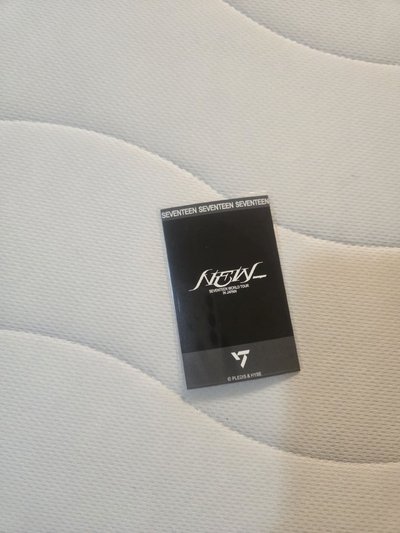 SEVENTEEN SEVENTEEN SEVENTEEN
NEW_
SEVENTEEN WORLD TOUR
IN JAPAN
© PLEDIS & HYBE